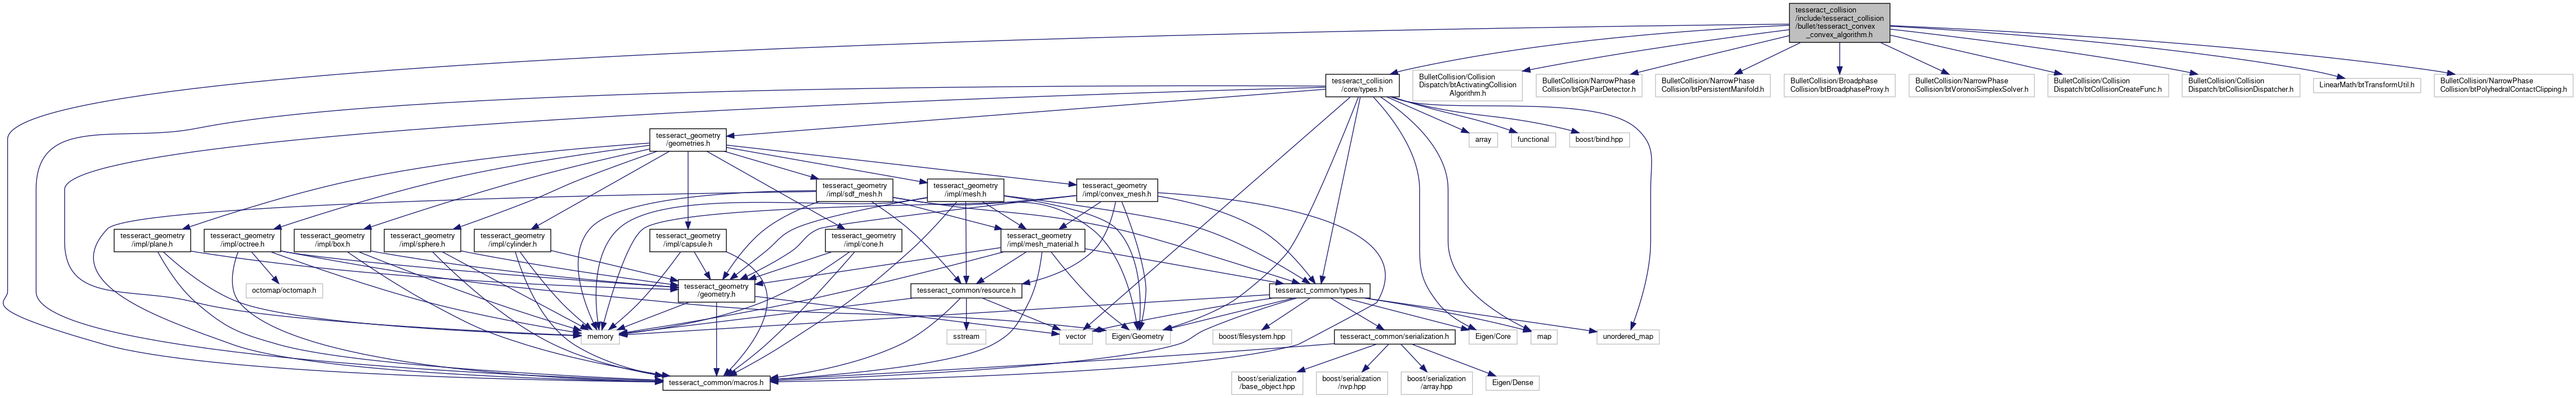 tesseract_collision
/include/tesseract_collision
/bullet/tesseract_convex
_convex_algorithm.h
tesseract_collision
/core/types.h
BulletCollision/Collision
Dispatch/btActivatingCollision
Algorithm.h
BulletCollision/NarrowPhase
Collision/btGjkPairDetector.h
BulletCollision/NarrowPhase
Collision/btPersistentManifold.h
BulletCollision/Broadphase
Collision/btBroadphaseProxy.h
BulletCollision/NarrowPhase
Collision/btVoronoiSimplexSolver.h
BulletCollision/Collision
Dispatch/btCollisionCreateFunc.h
BulletCollision/Collision
Dispatch/btCollisionDispatcher.h
LinearMath/btTransformUtil.h
BulletCollision/NarrowPhase
Collision/btPolyhedralContactClipping.h
tesseract_geometry
/geometries.h
array
functional
boost/bind.hpp
tesseract_geometry
/impl/sdf_mesh.h
tesseract_geometry
/impl/mesh.h
tesseract_geometry
/impl/convex_mesh.h
tesseract_geometry
/impl/plane.h
tesseract_geometry
/impl/octree.h
tesseract_geometry
/impl/box.h
tesseract_geometry
/impl/sphere.h
tesseract_geometry
/impl/cylinder.h
tesseract_geometry
/impl/capsule.h
tesseract_geometry
/impl/cone.h
tesseract_geometry
/impl/mesh_material.h
octomap/octomap.h
tesseract_geometry
/geometry.h
tesseract_common/resource.h
tesseract_common/types.h
memory
sstream
vector
Eigen/Geometry
boost/filesystem.hpp
tesseract_common/serialization.h
Eigen/Core
map
unordered_map
tesseract_common/macros.h
boost/serialization
/base_object.hpp
boost/serialization
/nvp.hpp
boost/serialization
/array.hpp
Eigen/Dense